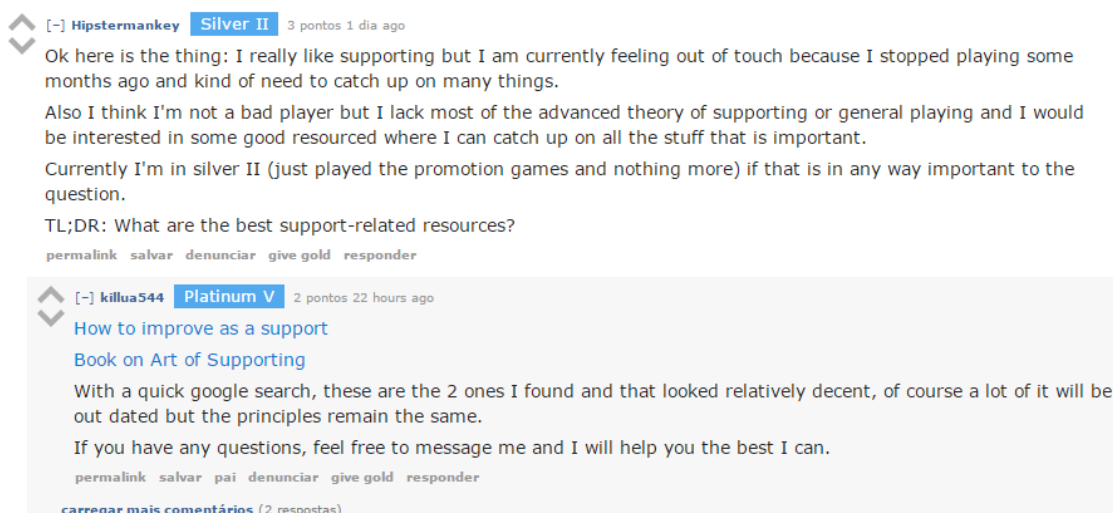 [-] Hipstermankey Silver II 3 pontos 1 dia ago
Ok here is the thing: I really like supporting but I am currently feeling out of touch because I stopped playing some
months ago and kind of need to catch up on many things.
Also I think I'm not a bad player but I lack most of the advanced theory of supporting or general playing and I would
be interested in some good resourced where I can catch up on all the stuff that is important.
Currently I'm in silver II (just played the promotion games and nothing more) if that is in any way important to the
question.
TL;DR: What are the best support-related resources?
permalink salvar denunciar give gold responder
[-] killua544 Platinum V 2 pontos 22 hours ago
How to improve as a support
Book on Art of Supporting
With a quick google search, these are the 2 ones I found and that looked relatively decent, of course a lot of it will be
out dated but the principles remain the same.
If you have any questions, feel free to message me and I will help you the best I can.
permalink salvar pai denunciar give gold responder
carregar mais comentários (2 respostas)